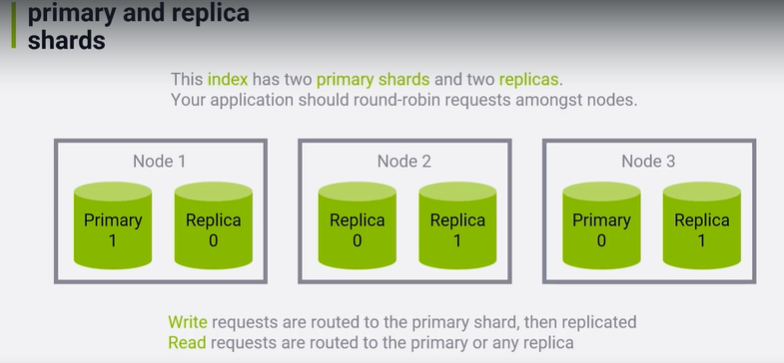 primary and replica
shards
This index has two primary shards and two replicas.
Your application should round-robin requests amongst nodes.
Node 1
Primary
1
Replica
0
Node 2
Replica
0
Replica
1
Node 3
Primary
0
Replica
1
Write requests are routed to the primary shard, then replicated
Read requests are routed to the primary or any replica